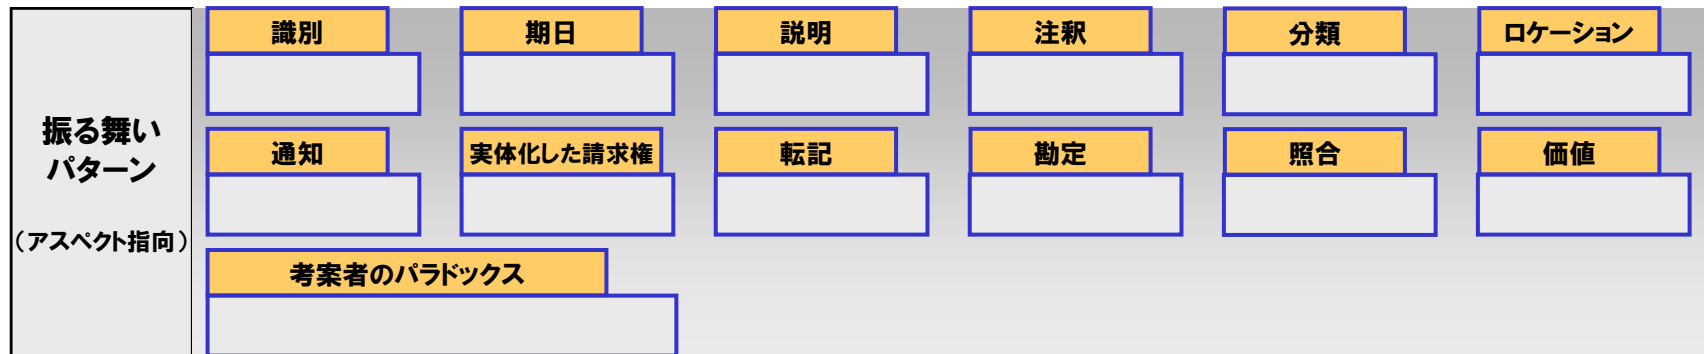 振る舞い
パターン
（アスペクト指向）
識別
期日
説明
注釈
分類
ロケーション
通知
実体化した請求権
転記
勘定
照合
価値
考案者のパラドックス